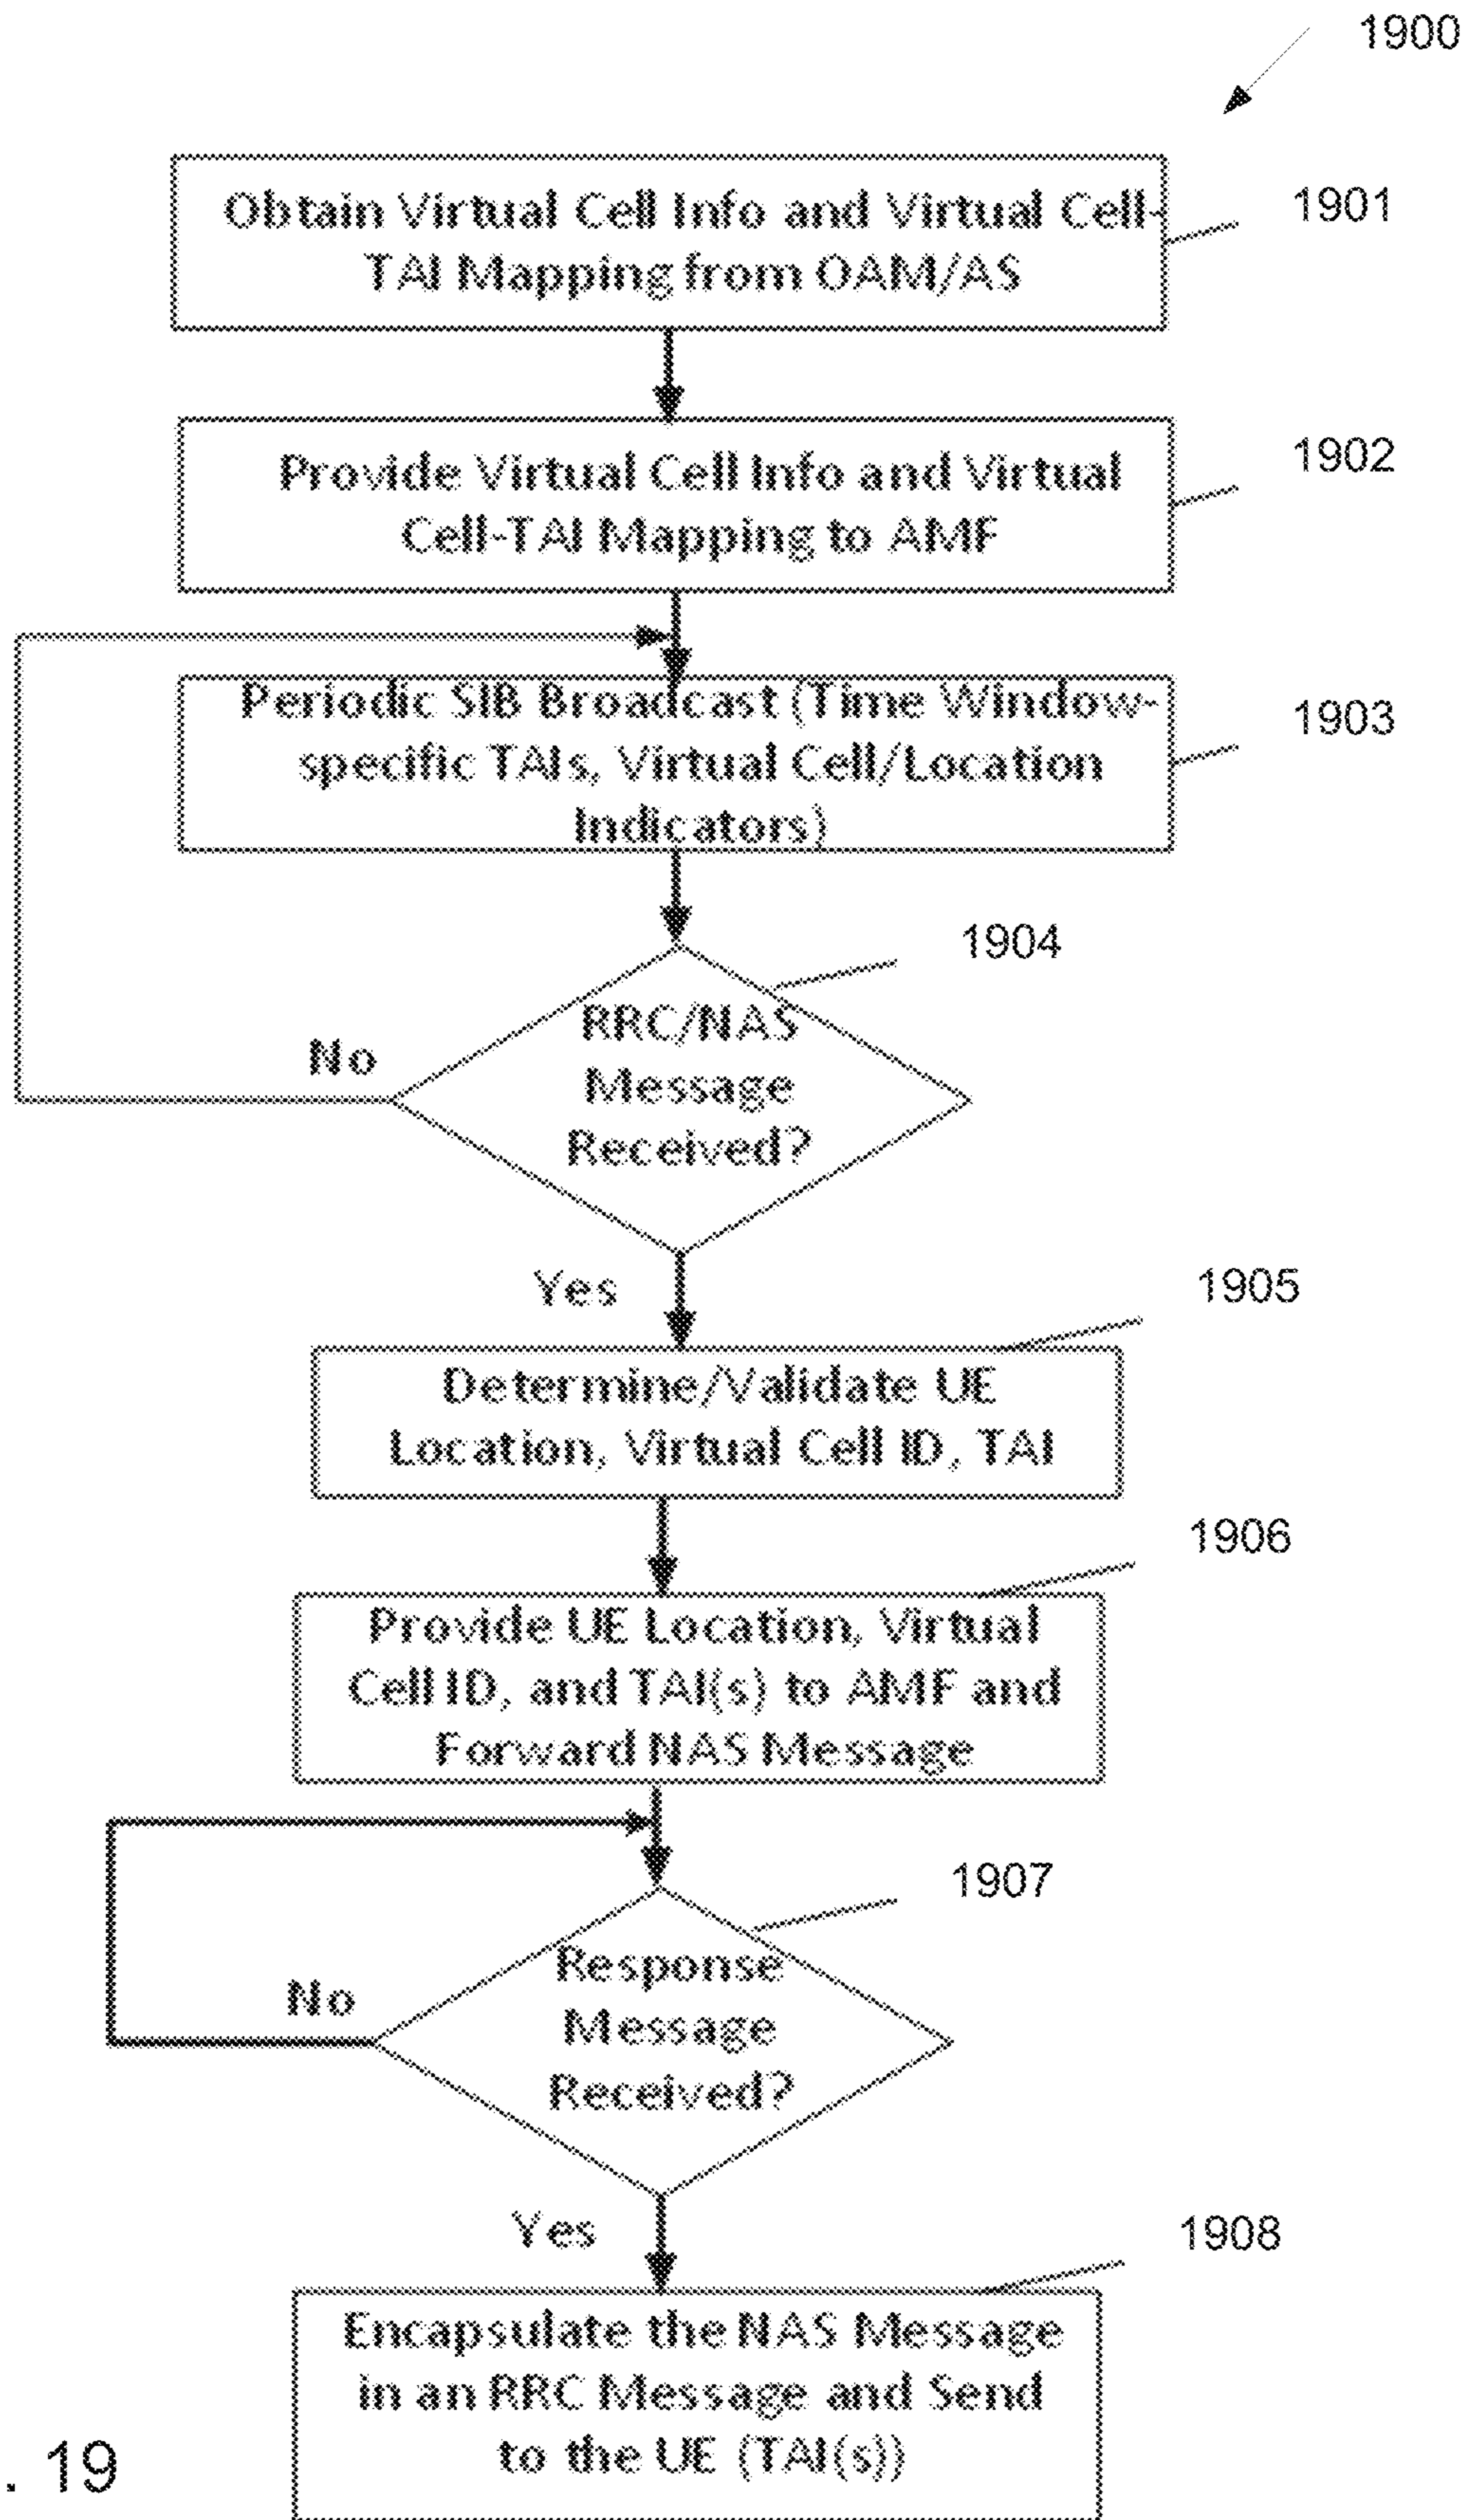 1900
Obtain Virtual Cell Info and Virtual Cell-
TAI Mapping from OAM/AS
1901
Provide Virtual Cell Info and Virtual
Cell-TAI Mapping to AMF
1902
Periodic SIB Broadcast (Time Window-
specific TAIs, Virtual Cell/Location
Indicators)
1903
1904
RRC/NAS
Message
Received?
No
Yes
1905
Determine/Validate UE
Location, Virtual Cell ID, TAI
1906
Provide UE Location, Virtual
Cell ID, and TAI(s) to AMF and
Forward NAS Message
1907
Response
Message
Received?
No
Yes
1908
Encapsulate the NAS Message
in an RRC Message and Send
to the UE (TAI(s))
. 19